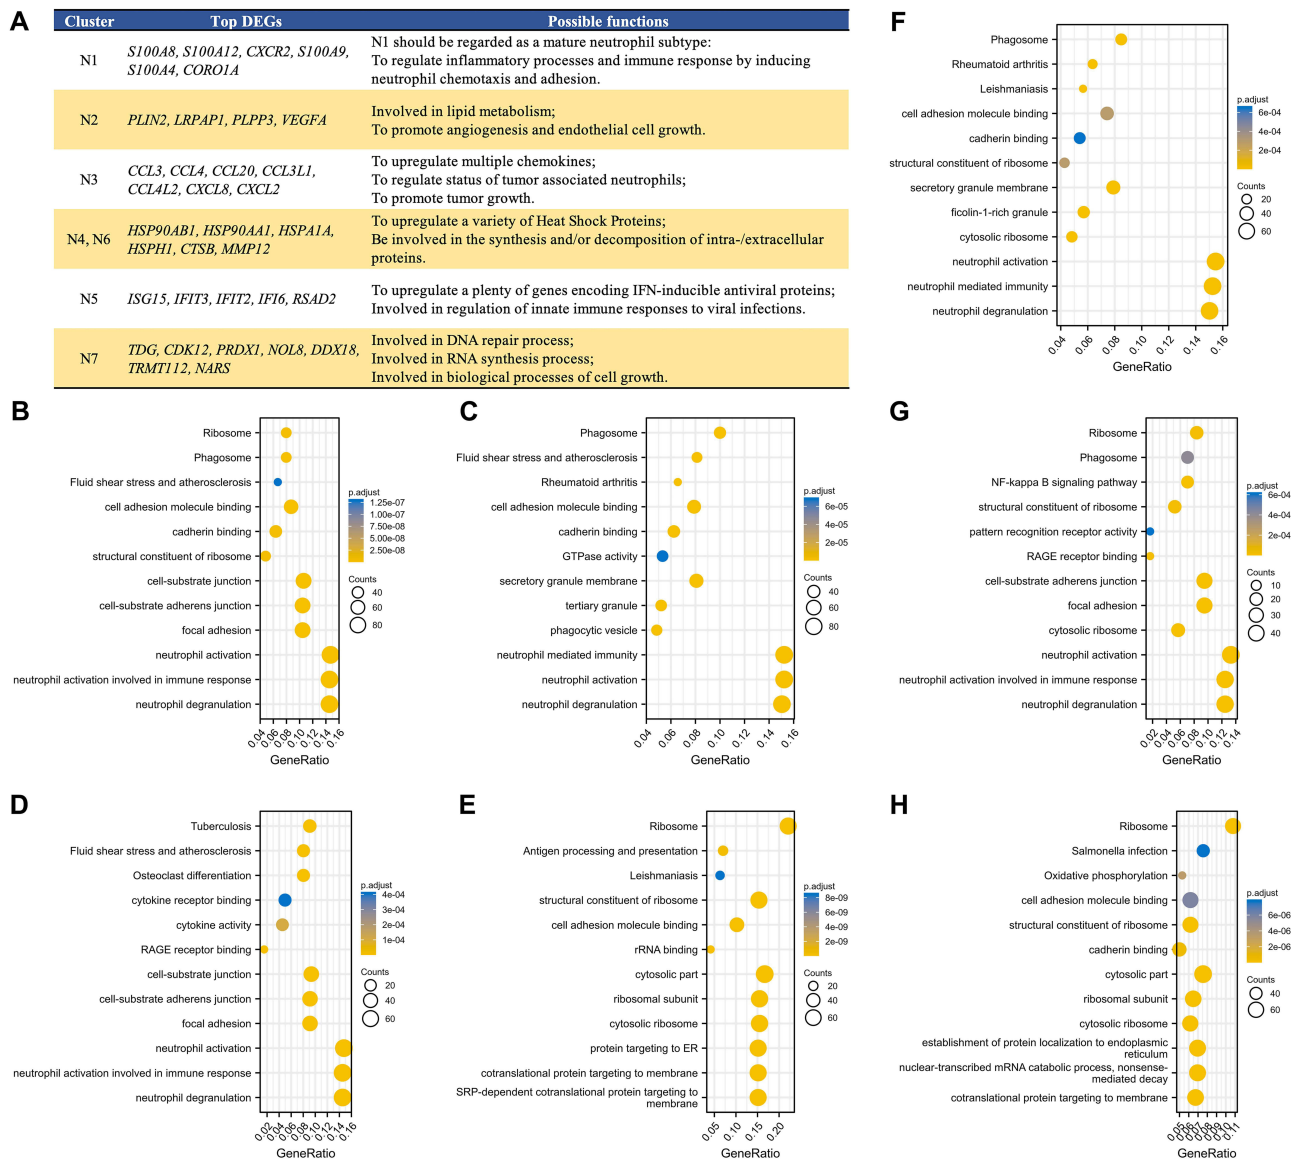 A
Cluster Top DEGs Possible functions
N1
S100A8, S100A12, CXCR2, S100A9,
S100A4, CORO1A
N1 should be regarded as a mature neutrophil subtype:
To regulate inflammatory processes and immune response by inducing
neutrophil chemotaxis and adhesion.
N2
PLIN2, LRPAP1, PLPP3, VEGFA
Involved in lipid metabolism;
To promote angiogenesis and endothelial cell growth.
N3
CCL3, CCL4, CCL20, CCL3L1,
CCL4L2, CXCL8, CXCL2
To upregulate multiple chemokines;
To regulate status of tumor associated neutrophils;
To promote tumor growth.
N4, N6
HSP90AB1, HSP90AA1, HSPA1A,
HSPH1, CTSB, MMP12
To upregulate a variety of Heat Shock Proteins;
Be involved in the synthesis and/or decomposition of intra-/extracellular
proteins.
N5
ISG15, IFIT3, IFIT2, IFI6, RSAD2
To upregulate a plenty of genes encoding IFN-inducible antiviral proteins;
Involved in regulation of innate immune responses to viral infections.
N7
TDG, CDK12, PRDX1, NOL8, DDX18,
TRMT112, NARS
Involved in DNA repair process;
Involved in RNA synthesis process;
Involved in biological processes of cell growth.
F
Phagosome
Rheumatoid arthritis
Leishmaniasis
cell adhesion molecule binding
cadherin binding
structural constituent of ribosome
secretory granule membrane
ficolin-1-rich granule
cytosolic ribosome
neutrophil activation
neutrophil mediated immunity
neutrophil degranulation
0.04 0.06 0.08 0.10 0.12 0.14 0.16
GeneRatio
p.adjust
6e-04
4e-04
2e-04
Counts
20
40
60
B
Ribosome
Phagosome
Fluid shear stress and atherosclerosis
cell adhesion molecule binding
cadherin binding
structural constituent of ribosome
cell-substrate junction
cell-substrate adherens junction
focal adhesion
neutrophil activation
neutrophil activation involved in immune response
neutrophil degranulation
0.04 0.06 0.08 0.10 0.12 0.14 0.16
GeneRatio
p.adjust
1.25e-07
1.00e-07
7.50e-08
5.00e-08
2.50e-08
Counts
40
60
80
C
Phagosome
Fluid shear stress and atherosclerosis
Rheumatoid arthritis
cell adhesion molecule binding
cadherin binding
GTPase activity
secretory granule membrane
tertiary granule
phagocytic vesicle
neutrophil mediated immunity
neutrophil activation
neutrophil degranulation
0.04 0.06 0.08 0.10 0.12 0.14 0.16
GeneRatio
p.adjust
6e-05
4e-05
2e-05
Counts
40
60
80
G
Ribosome
Phagosome
NF-kappa B signaling pathway
structural constituent of ribosome
pattern recognition receptor activity
RAGE receptor binding
cell-substrate adherens junction
focal adhesion
cytosolic ribosome
neutrophil activation
neutrophil activation involved in immune response
neutrophil degranulation
0.02 0.04 0.06 0.08 0.10 0.12 0.14
GeneRatio
p.adjust
6e-04
4e-04
2e-04
Counts
10
20
30
40
D
Tuberculosis
Fluid shear stress and atherosclerosis
Osteoclast differentiation
cytokine receptor binding
cytokine activity
RAGE receptor binding
cell-substrate junction
cell-substrate adherens junction
focal adhesion
neutrophil activation
neutrophil activation involved in immune response
neutrophil degranulation
0.02 0.04 0.06 0.08 0.10 0.12 0.14 0.16
GeneRatio
p.adjust
4e-04
3e-04
2e-04
1e-04
Counts
20
40
60
E
Ribosome
Antigen processing and presentation
Leishmaniasis
structural constituent of ribosome
cell adhesion molecule binding
rRNA binding
cytosolic part
ribosomal subunit
cytosolic ribosome
protein targeting to ER
cotranslational protein targeting to membrane
SRP-dependent cotranslational protein targeting to
membrane
0.05 0.10 0.15 0.20
GeneRatio
p.adjust
8e-09
6e-09
4e-09
2e-09
Counts
20
40
60
H
Ribosome
Salmonella infection
Oxidative phosphorylation
cell adhesion molecule binding
structural constituent of ribosome
cadherin binding
cytosolic part
ribosomal subunit
cytosolic ribosome
establishment of protein localization to endoplasmic
reticulum
nuclear-transcribed mRNA catabolic process, nonsense-
mediated decay
cotranslational protein targeting to membrane
0.05 0.06 0.07 0.08 0.09 0.10 0.11
GeneRatio
p.adjust
6e-06
4e-06
2e-06
Counts
40
60